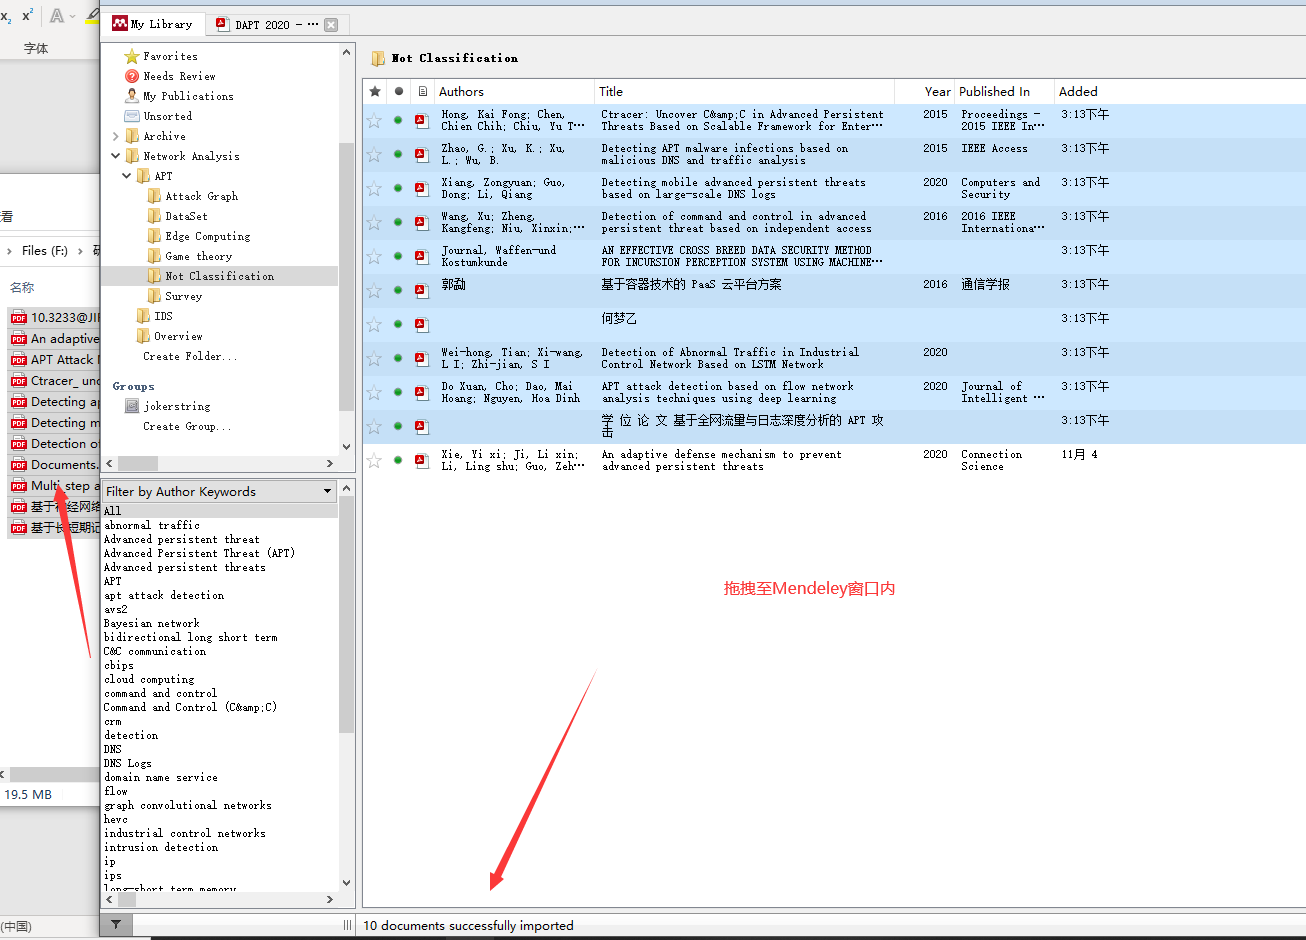 字体
My Library
DAPT 2020 - ···
看
Files (F:)
名称
10.3233@JI
An adaptive
APT Attack
Ctracer_ und
Detecting ap
Detecting m
Detection of
Documents.
Multi step a
基于神经网络
基于长短期记
19.5 MB
(中国)
Favorites
Needs Review
My Publications
Unsorted
Archive
Network Analysis
APT
Attack Graph
DataSet
Edge Computing
Game theory
Not Classification
Survey
IDS
Overview
Create Folder...
Groups
jokerstring
Create Group...
Filter by Author Keywords
All
abnormal traffic
Advanced persistent threat
Advanced Persistent Threat (APT)
Advanced persistent threats
APT
apt attack detection
avs2
Bayesian network
bidirectional long short term
C&C communication
cbips
cloud computing
command and control
Command and Control (C&amp;C)
crm
detection
DNS
DNS Logs
domain name service
flow
graph convolutional networks
hevc
industrial control networks
intrusion detection
ip
ips
long-short term memory
Not Classification
Authors Title Year Published In Added
Hong, Kai Fong; Chen, Ctracer: Uncover C&amp;C in Advanced Persistent 2015 Proceedings - 3:13下午
Chien Chih; Chiu, Yu T··· Threats Based on Scalable Framework for Enter··· 2015 IEEE In···
Zhao, G.; Xu, K.; Xu, Detecting APT malware infections based on 2015 IEEE Access 3:13下午
L.; Wu, B. malicious DNS and traffic analysis
Xiang, Zongyuan; Guo, Detecting mobile advanced persistent threats 2020 Computers and 3:13下午
Dong; Li, Qiang based on large-scale DNS logs Security
Wang, Xu; Zheng, Detection of command and control in advanced 2016 2016 IEEE 3:13下午
Kangfeng; Niu, Xinxin;··· persistent threat based on independent access Internationa···
Journal, Waffen-und AN EFFECTIVE CROSS BREED DATA SECURITY METHOD 3:13下午
Kostumkunde FOR INCURSION PERCEPTION SYSTEM USING MACHINE···
郭勐 基于容器技术的 PaaS 云平台方案 2016 通信学报 3:13下午
何梦乙 3:13下午
Wei-hong, Tian; Xi-wang, Detection of Abnormal Traffic in Industrial 2020 3:13下午
L I; Zhi-jian, S I Control Network Based on LSTM Network
Do Xuan, Cho; Dao, Mai APT attack detection based on flow network 2020 Journal of 3:13下午
Hoang; Nguyen, Hoa Dinh analysis techniques using deep learning Intelligent ···
学 位 论 文 基于全网流量与日志深度分析的 APT 攻 3:13下午
击
Xie, Yi xi; Ji, Li xin; An adaptive defense mechanism to prevent 2020 Connection 11月 4
Li, Ling shu; Guo, Zeh··· advanced persistent threats Science
拖拽至Mendeley窗口内
10 documents successfully imported